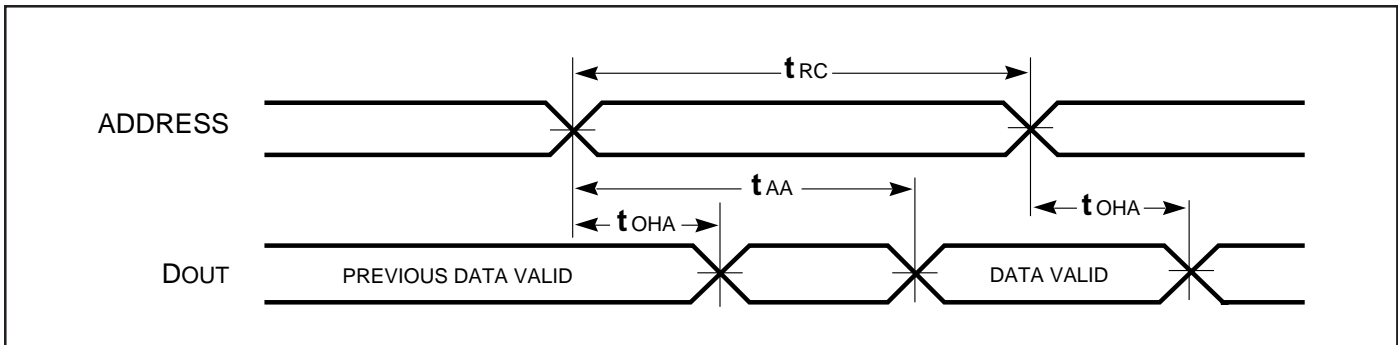 tRC
ADDRESS
tAA
tOHA
tOHA
DOUT
PREVIOUS DATA VALID
DATA VALID